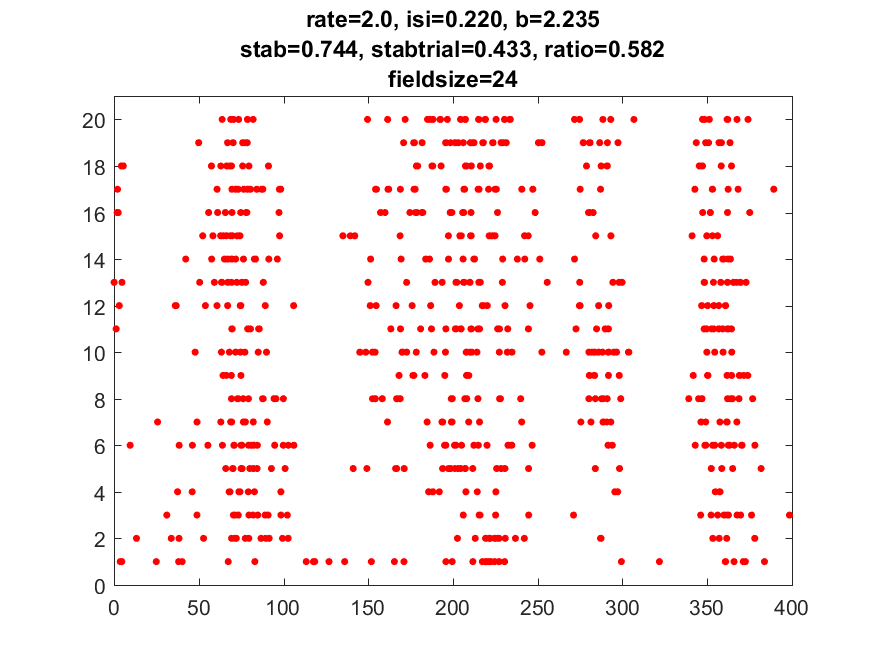 rate=2.0, isi=0.220, b=2.235
stab=0.744, stabtrial=0.433, ratio=0.582
fieldsize=24
20
18
16
14
12
10
8
6
4
2
0
0 50 100 150 200 250 300 350 400